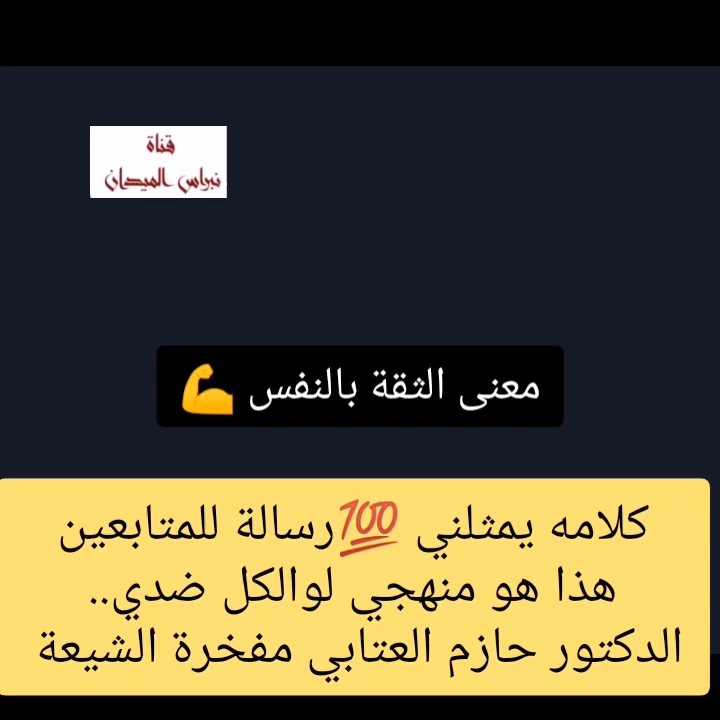 قناة
نبراس الميدان
معنى الثقة بالنفس 💪
كلامه يمثلني 💯رسالة للمتابعين
هذا هو منهجي لوالكل ضدي..
الدكتور حازم العتابي مفخرة الشيعة